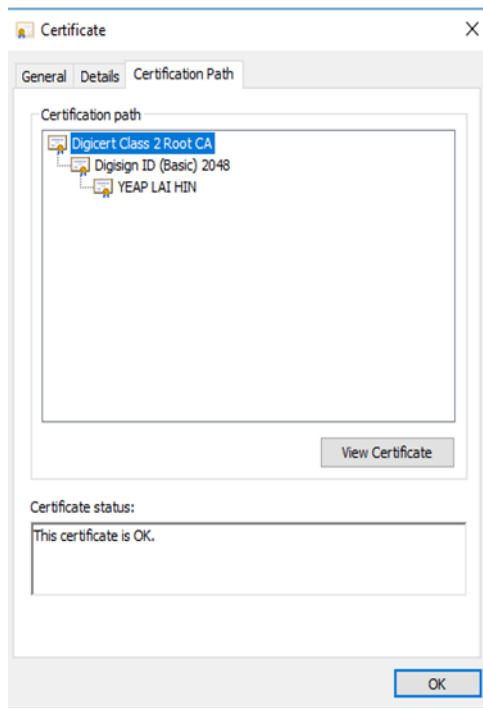 Certificate
General Details Certification Path
Certification path
Digicert Class 2 Root CA
Digisign ID (Basic) 2048
YEAP LAI HIN
View Certificate
Certificate status:
This certificate is OK.
OK